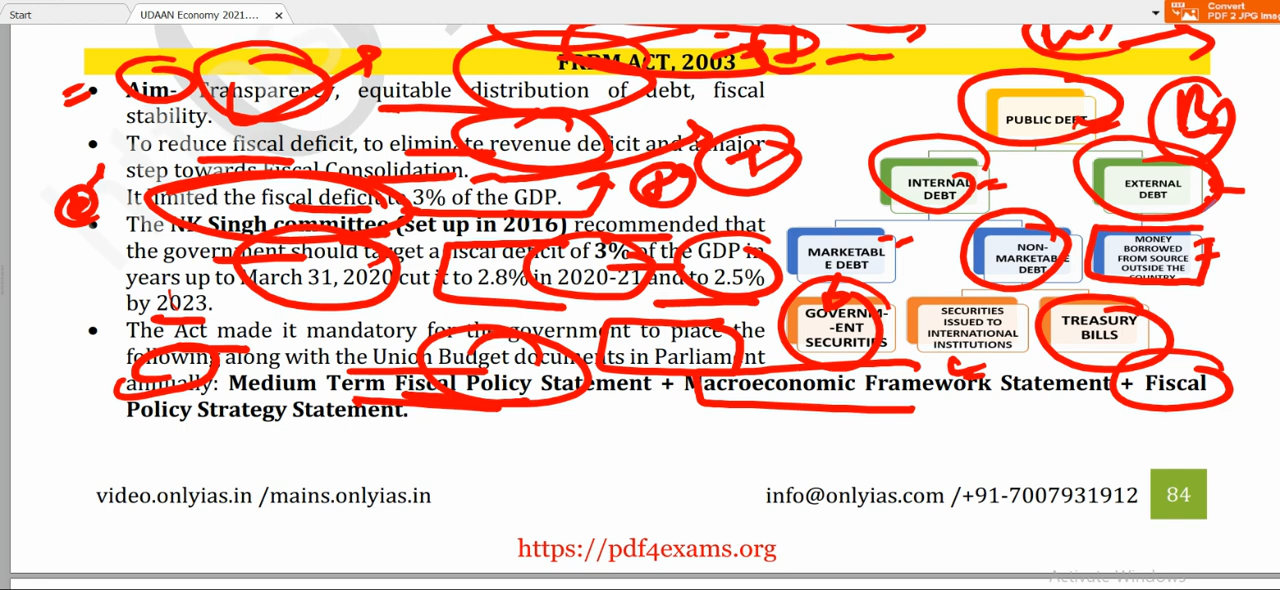 Start
UDAAN Economy 2021....
Convert
PDF 2 JPG Imag
FRBM ACT, 2003
• Aim- Transparency, equitable distribution of debt, fiscal
stability.
• To reduce fiscal deficit, to eliminate revenue deficit and a major
step towards Fiscal Consolidation.
It limited the fiscal deficit to 3% of the GDP.
• The NK Singh committee (set up in 2016) recommended that
the government should target a fiscal deficit of 3% of the GDP in
years up to March 31, 2020 cut it to 2.8% in 2020-21 and to 2.5%
by 2023.
• The Act made it mandatory for the government to place the
following along with the Union Budget documents in Parliament
annually: Medium Term Fiscal Policy Statement + Macroeconomic Framework Statement + Fiscal
Policy Strategy Statement.
PUBLIC DEBT
INTERNAL
DEBT
EXTERNAL
DEBT
MARKETABL
E DEBT
NON-
MARKETABLE
DEBT
MONEY
BORROWED
FROM SOURCE
OUTSIDE THE
COUNTRY
GOVERNM-
-ENT
SECURITIES
SECURITIES
ISSUED TO
INTERNATIONAL
INSTITUTIONS
TREASURY
BILLS
video.onlyias.in /mains.onlyias.in
info@onlyias.com /+91-7007931912
84
https://pdf4exams.org
Activate Windows